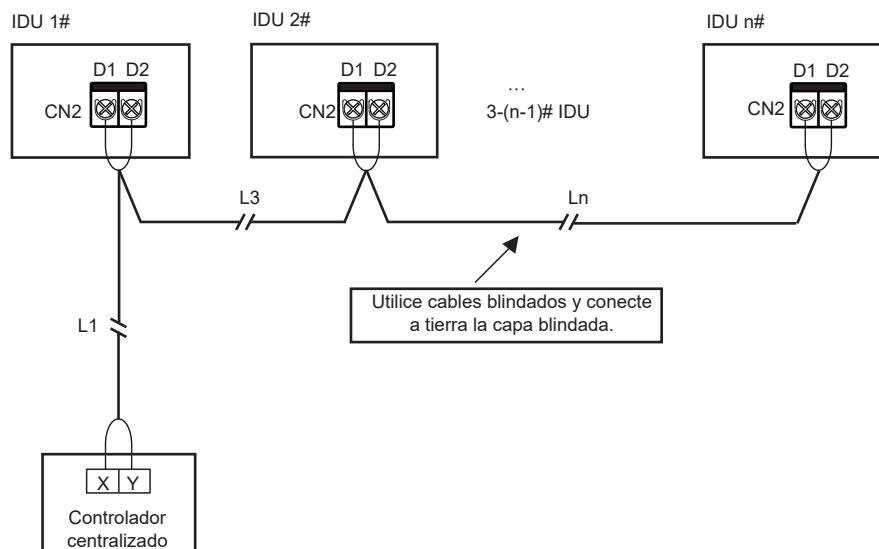 IDU 1#
IDU 2#
IDU n#
D1 D2
CN2
D1 D2
CN2
...
3-(n-1)# IDU
D1 D2
CN2
L3
Ln
Utilice cables blindados y conecte
a tierra la capa blindada.
L1
X Y
Controlador
centralizado